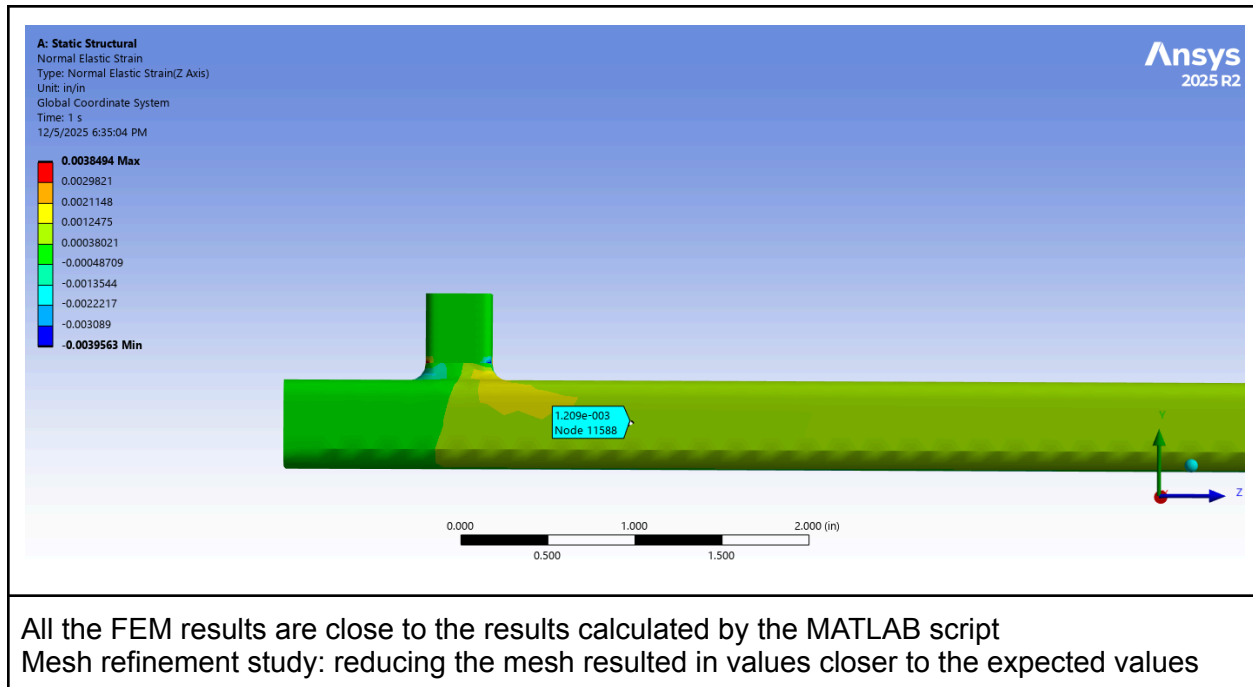 A: Static Structural
Normal Elastic Strain
Type: Normal Elastic Strain(Z Axis)
Unit: in/in
Global Coordinate System
Time: 1 s
12/5/2025 6:35:04 PM
Ansys
2025 R2
0.0038494 Max
0.0029821
0.0021148
0.0012475
0.00038021
-0.00048709
-0.0013544
-0.0022217
-0.003089
-0.0039563 Min
1.209e-003
Node 11588
Y
Z
0.000 1.000 2.000 (in)
0.500 1.500
All the FEM results are close to the results calculated by the MATLAB script
Mesh refinement study: reducing the mesh resulted in values closer to the expected values